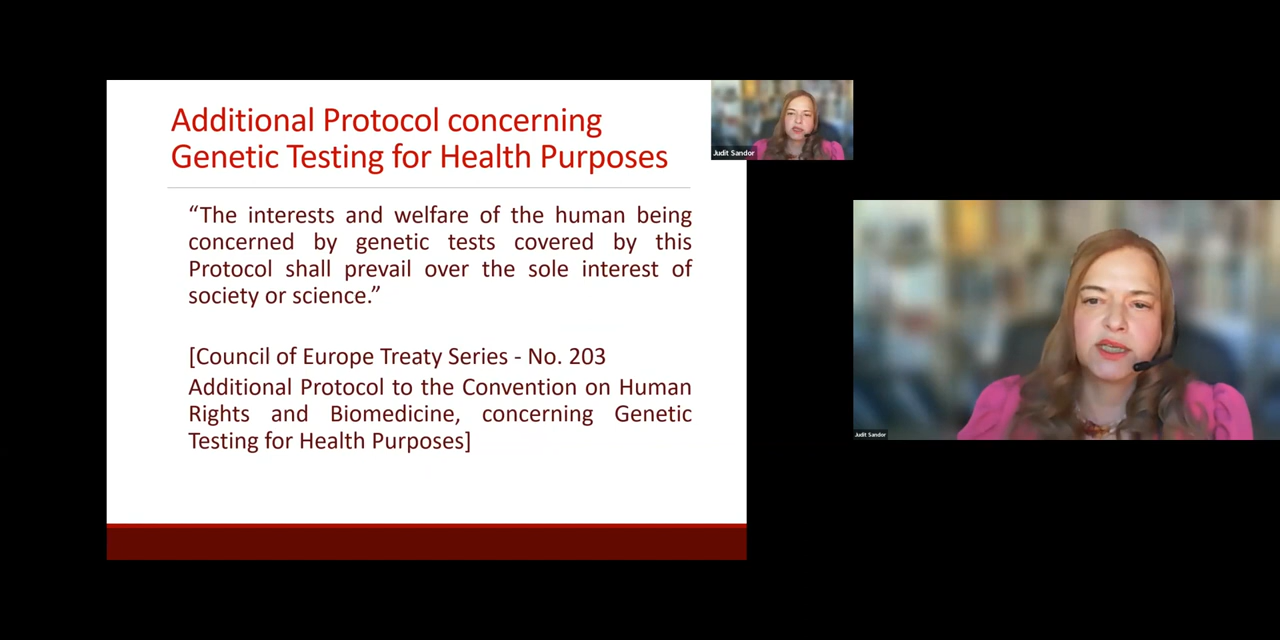 Additional Protocol concerning
Genetic Testing for Health Purposes
“The interests and welfare of the human being
concerned by genetic tests covered by this
Protocol shall prevail over the sole interest of
society or science.”
[Council of Europe Treaty Series - No. 203
Additional Protocol to the Convention on Human
Rights and Biomedicine, concerning Genetic
Testing for Health Purposes]
Judit Sandor
Judit Sandor